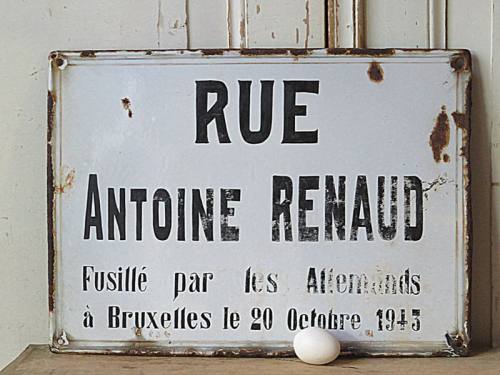 RUE
ANTOINE RENAUD
Fusillé par les Allemands
à Bruxelles le 20 Octobre 1943